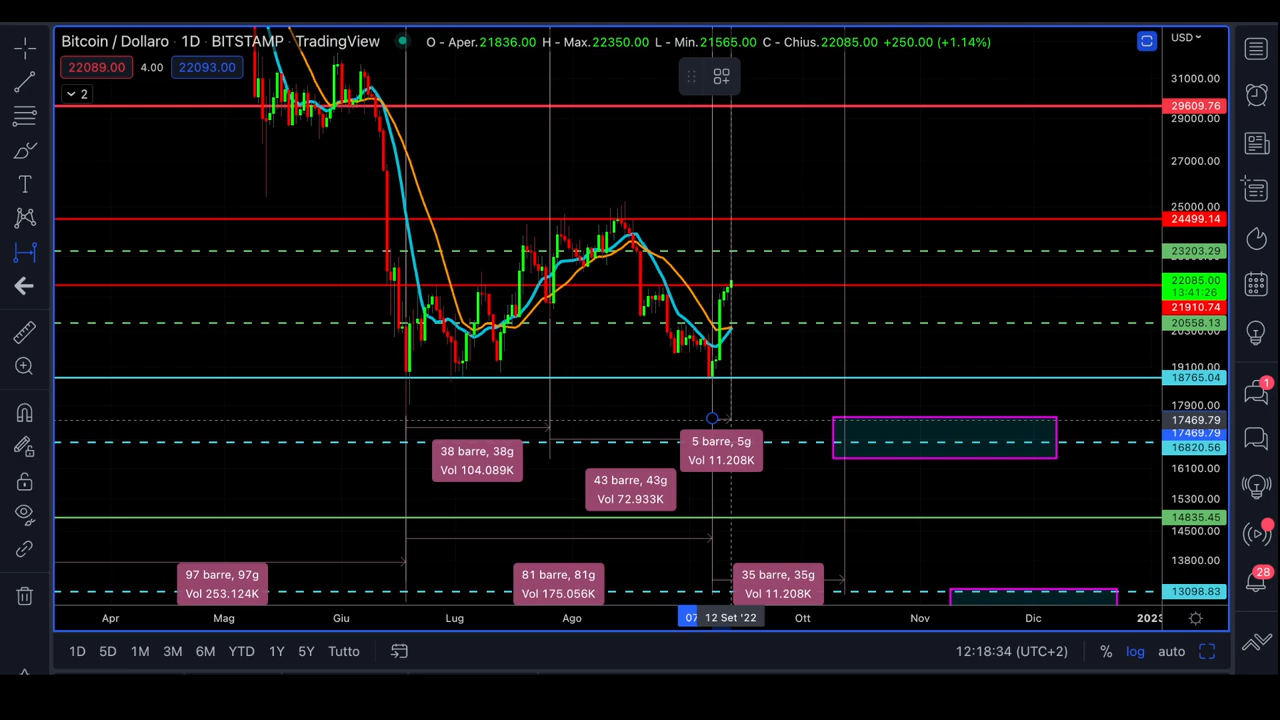 Bitcoin / Dollaro · 1D · BITSTAMP · TradingView
O - Aper.21836.00 H - Max.22350.00 L - Min.21565.00 C - Chius.22085.00 +250.00 (+1.14%)
USD
22089.00 4.00 22093.00
2
31000.00
29609.76
29000.00
27000.00
25000.00
24499.14
23203.29
22085.00
13:41:26
21910.74
20558.13
19100.00
18765.04
17900.00
17469.79
17469.79
16820.56
16100.00
15300.00
14835.45
14500.00
13800.00
13098.83
38 barre, 38g
Vol 104.089K
5 barre, 5g
Vol 11.208K
43 barre, 43g
Vol 72.933K
97 barre, 97g
Vol 253.124K
81 barre, 81g
Vol 175.056K
35 barre, 35g
Vol 11.208K
Apr Mag Giu Lug Ago 07 12 Set '22 Ott Nov Dic 2023
1D 5D 1M 3M 6M YTD 1Y 5Y Tutto
12:18:34 (UTC+2) % log auto
1
28